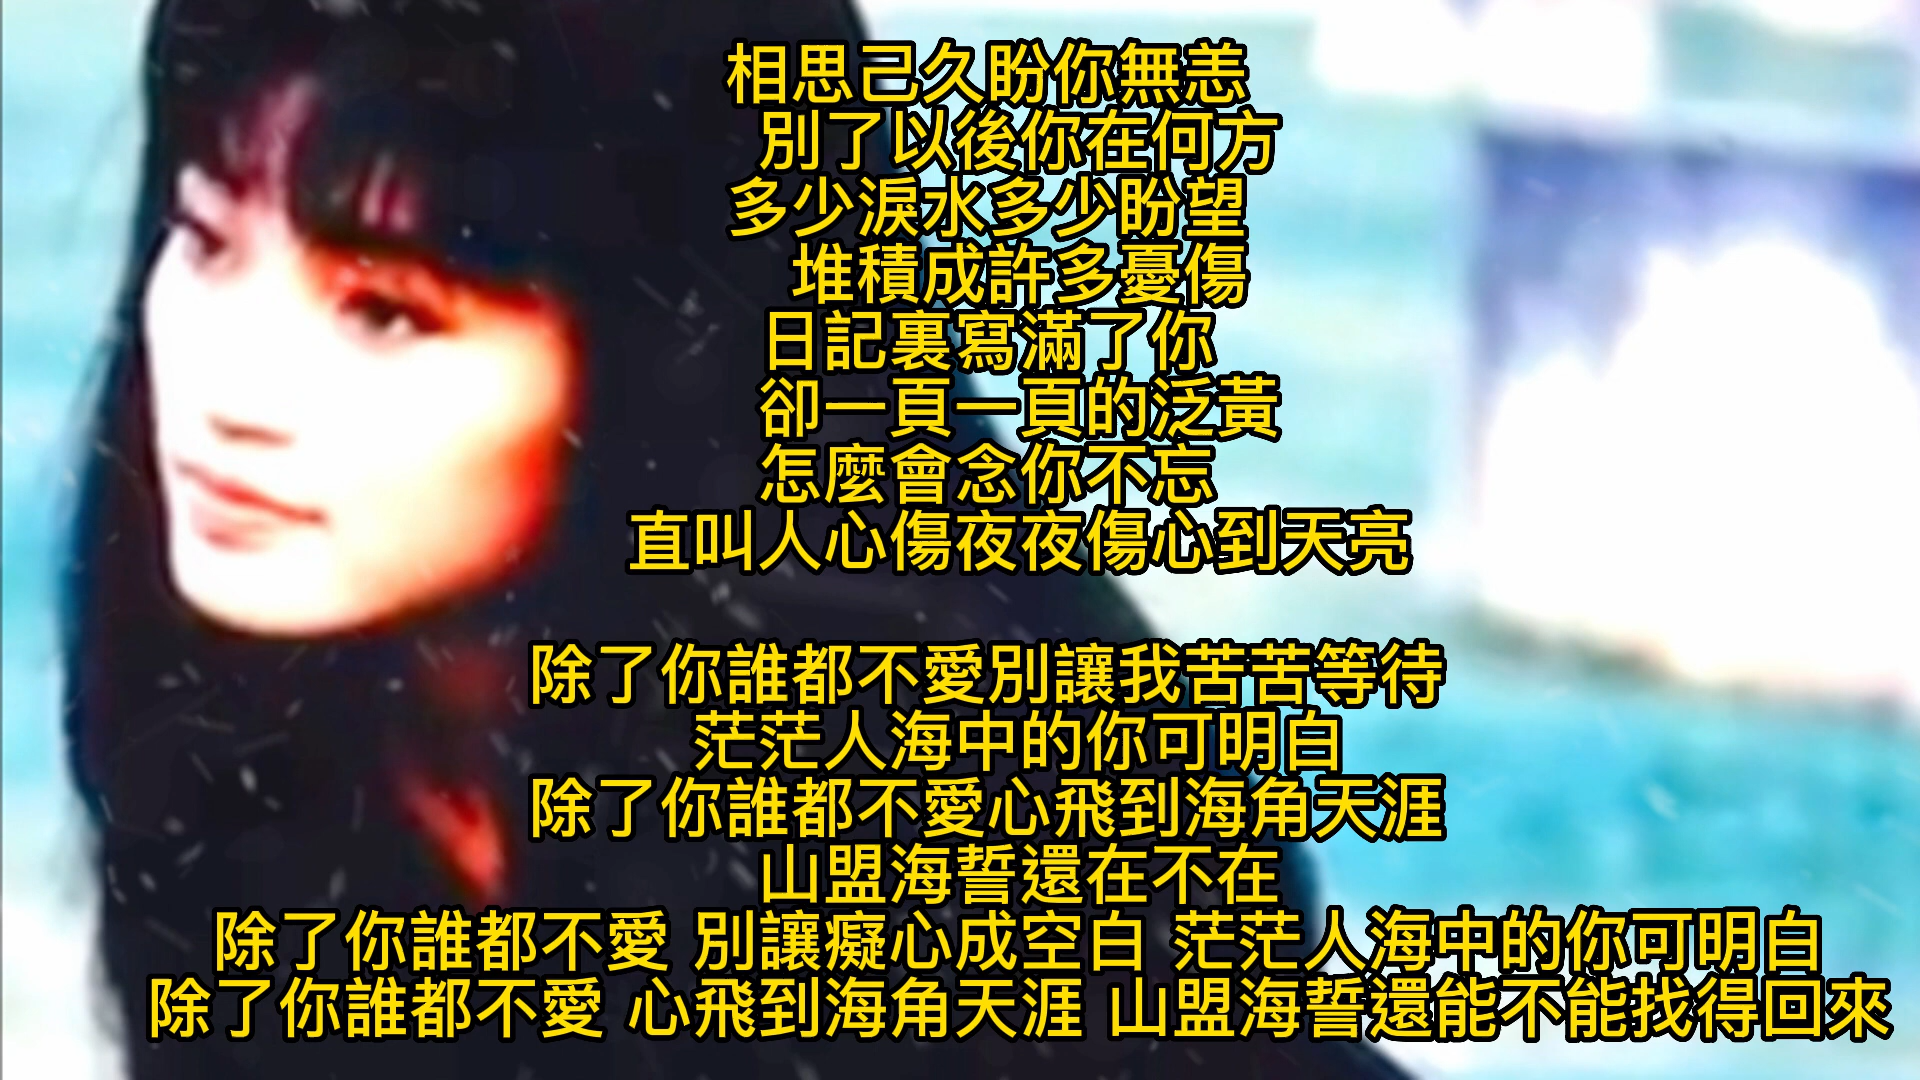 相思己久盼你無恙
別了以後你在何方
多少淚水多少盼望
堆積成許多憂傷
日記裏寫滿了你
卻一頁一頁的泛黃
怎麼會念你不忘
直叫人心傷夜夜傷心到天亮
除了你誰都不愛別讓我苦苦等待
茫茫人海中的你可明白
除了你誰都不愛心飛到海角天涯
山盟海誓還在不在
除了你誰都不愛 別讓癡心成空白 茫茫人海中的你可明白
除了你誰都不愛 心飛到海角天涯 山盟海誓還能不能找得回來